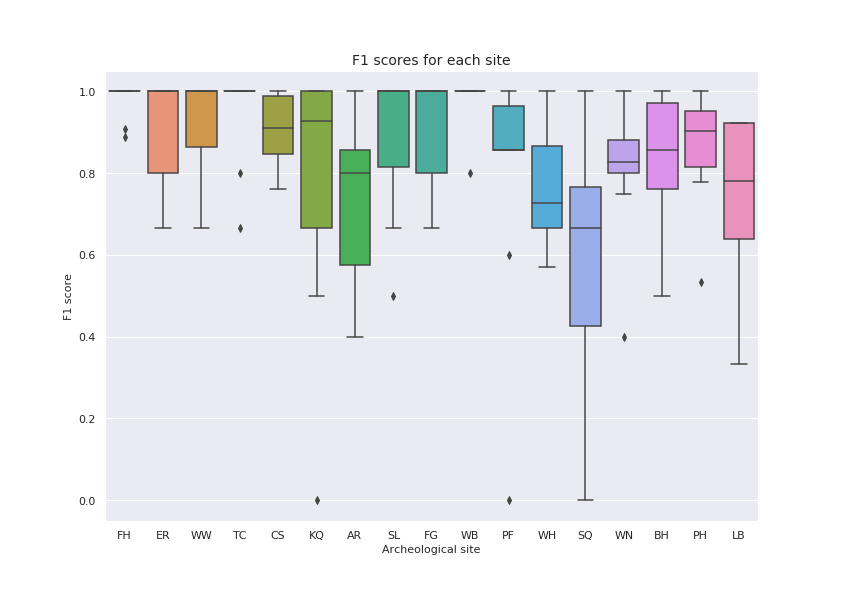 F1 scores for each site
F1 score
1.0
0.8
0.6
0.4
0.2
0.0
FH ER WW TC CS KQ AR SL FG WB PF WH SQ WN BH PH LB
Archeological site